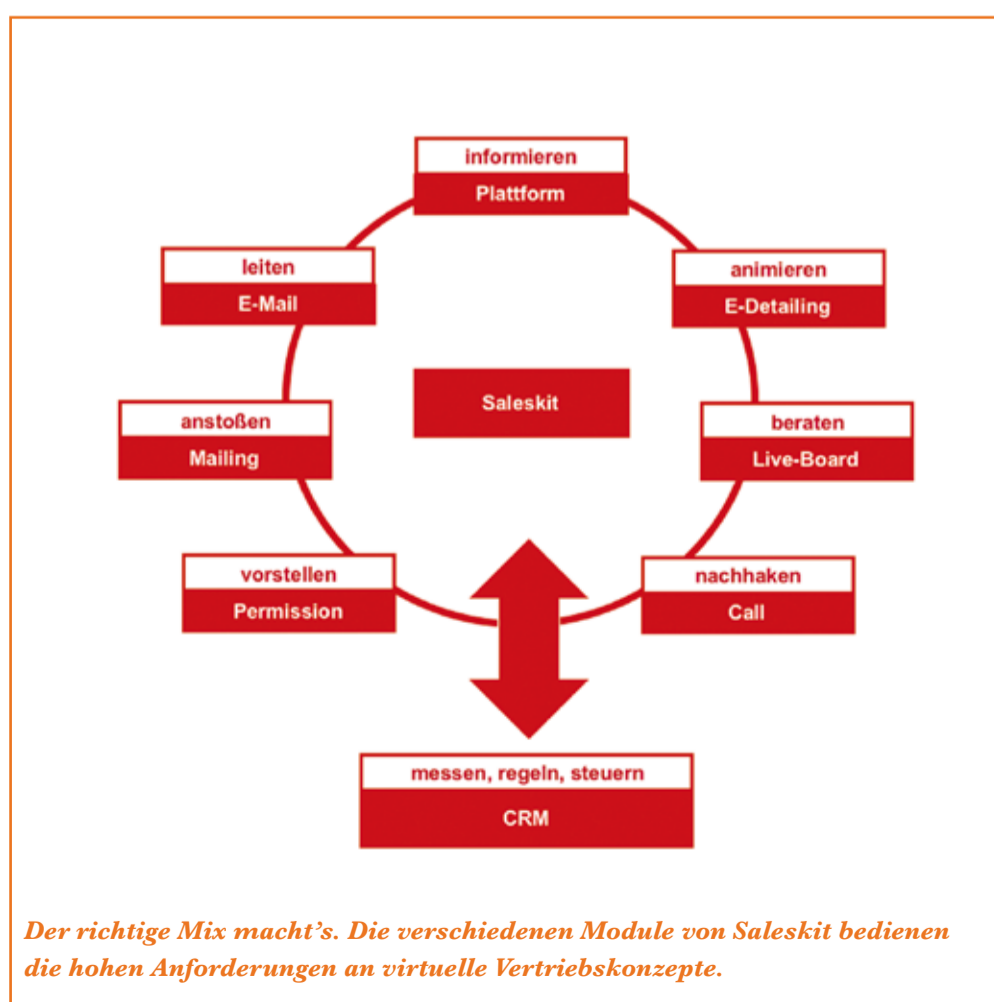 informieren
Plattform
leiten
E-Mail
animieren
E-Detailing
Saleskit
anstoßen
Mailing
beraten
Live-Board
vorstellen
Permission
nachhaken
Call
messen, regeln, steuern
CRM
Der richtige Mix macht’s. Die verschiedenen Module von Saleskit bedienen
die hohen Anforderungen an virtuelle Vertriebskonzepte.